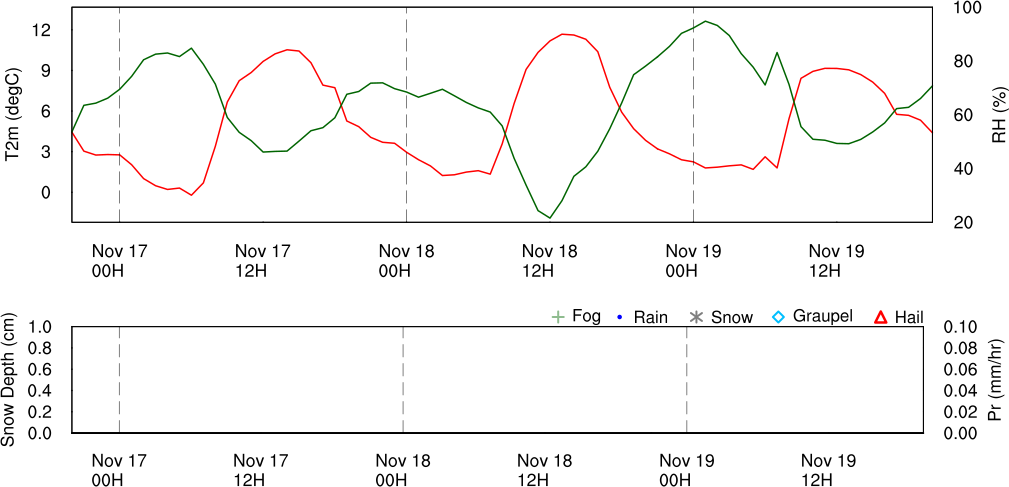 100
12
80
9
60
6
40
3
0
20
T2m (degC)
RH (%)
Nov 17 Nov 17 Nov 18 Nov 18 Nov 19 Nov 19
00H 12H 00H 12H 00H 12H
Fog Rain Snow Graupel Hail
1.0 0.10
0.8 0.08
0.6 0.06
0.4 0.04
0.2 0.02
0.0 0.00
Snow Depth (cm)
Pr (mm/hr)
Nov 17 Nov 17 Nov 18 Nov 18 Nov 19 Nov 19
00H 12H 00H 12H 00H 12H